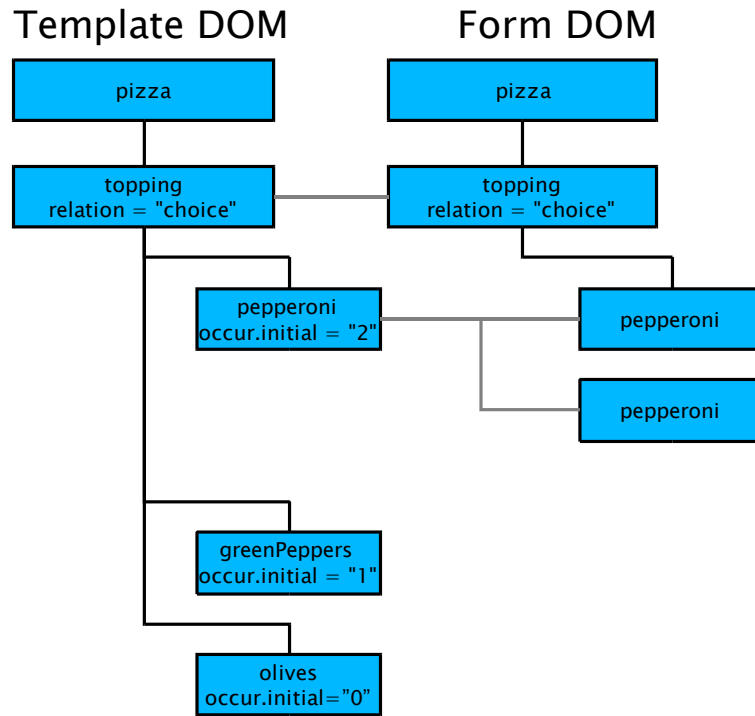 Template DOM
Form DOM
pizza
pizza
topping
relation = "choice"
topping
relation = "choice"
pepperoni
occur.initial = "2"
pepperoni
pepperoni
greenPeppers
occur.initial = "1"
olives
occur.initial=”0”